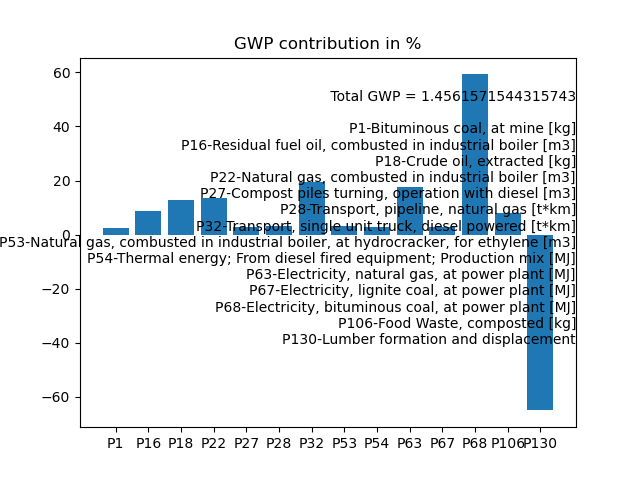 GWP contribution in %
60
40
20
0
−20
−40
−60
Total GWP = 1.4561571544315743
P1-Bituminous coal, at mine [kg]
P16-Residual fuel oil, combusted in industrial boiler [m3]
P18-Crude oil, extracted [kg]
P22-Natural gas, combusted in industrial boiler [m3]
P27-Compost piles turning, operation with diesel [m3]
P28-Transport, pipeline, natural gas [t*km]
P32-Transport, single unit truck, diesel powered [t*km]
P53-Natural gas, combusted in industrial boiler, at hydrocracker, for ethylene [m3]
P54-Thermal energy; From diesel fired equipment; Production mix [MJ]
P63-Electricity, natural gas, at power plant [MJ]
P67-Electricity, lignite coal, at power plant [MJ]
P68-Electricity, bituminous coal, at power plant [MJ]
P106-Food Waste, composted [kg]
P130-Lumber formation and displacement
P1 P16 P18 P22 P27 P28 P32 P53 P54 P63 P67 P68 P106 P130